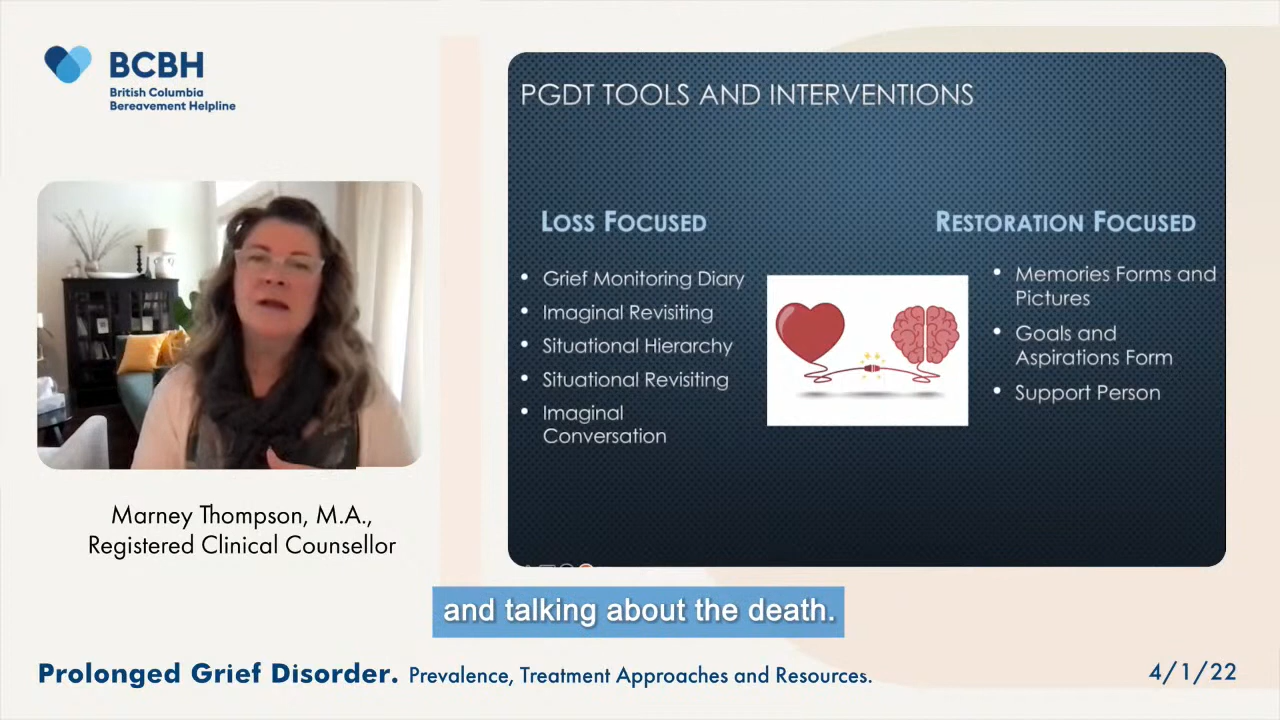 BCBH
British Columbia
Bereavement Helpline
PGDT TOOLS AND INTERVENTIONS
LOSS FOCUSED
• Grief Monitoring Diary
• Imaginal Revisiting
• Situational Hierarchy
• Situational Revisiting
• Imaginal
Conversation
RESTORATION FOCUSED
• Memories Forms and
Pictures
• Goals and
Aspirations Form
• Support Person
Marney Thompson, M.A.,
Registered Clinical Counsellor
and talking about the death.
Prolonged Grief Disorder. Prevalence, Treatment Approaches and Resources.
4/1/22